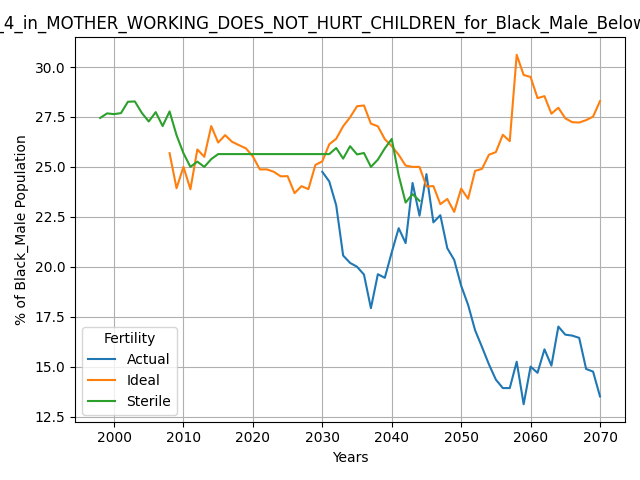 _4_in_MOTHER_WORKING_DOES_NOT_HURT_CHILDREN_for_Black_Male_Below
30.0
27.5
25.0
22.5
20.0
17.5
15.0
12.5
% of Black_Male Population
Fertility
Actual
Ideal
Sterile
2000 2010 2020 2030 2040 2050 2060 2070
Years